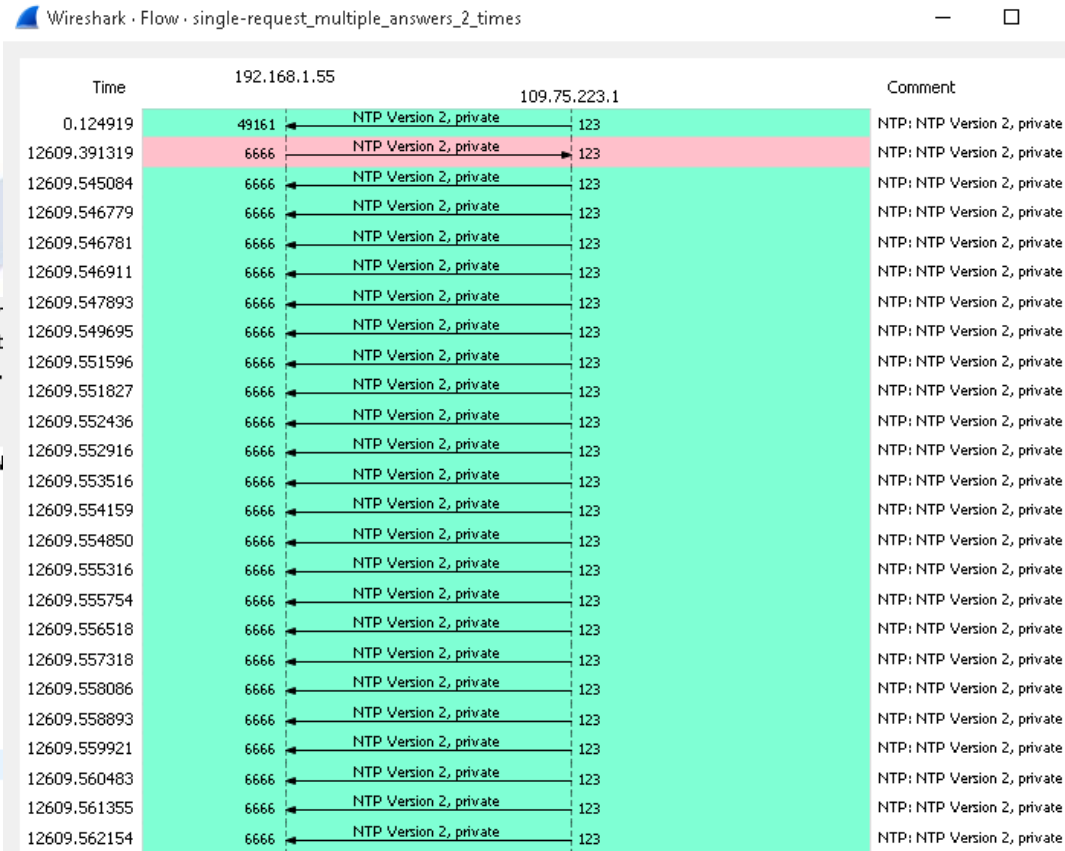 Wireshark · Flow · single-request_multiple_answers_2_times
Time 192.168.1.55 109.75.223.1 Comment
0.124919 49161 NTP Version 2, private 123 NTP: NTP Version 2, private
12609.391319 6666 NTP Version 2, private 123 NTP: NTP Version 2, private
12609.545084 6666 NTP Version 2, private 123 NTP: NTP Version 2, private
12609.546779 6666 NTP Version 2, private 123 NTP: NTP Version 2, private
12609.546781 6666 NTP Version 2, private 123 NTP: NTP Version 2, private
12609.546911 6666 NTP Version 2, private 123 NTP: NTP Version 2, private
12609.547893 6666 NTP Version 2, private 123 NTP: NTP Version 2, private
12609.549695 6666 NTP Version 2, private 123 NTP: NTP Version 2, private
12609.551596 6666 NTP Version 2, private 123 NTP: NTP Version 2, private
12609.551827 6666 NTP Version 2, private 123 NTP: NTP Version 2, private
12609.552436 6666 NTP Version 2, private 123 NTP: NTP Version 2, private
12609.552916 6666 NTP Version 2, private 123 NTP: NTP Version 2, private
12609.553516 6666 NTP Version 2, private 123 NTP: NTP Version 2, private
12609.554159 6666 NTP Version 2, private 123 NTP: NTP Version 2, private
12609.554850 6666 NTP Version 2, private 123 NTP: NTP Version 2, private
12609.555316 6666 NTP Version 2, private 123 NTP: NTP Version 2, private
12609.555754 6666 NTP Version 2, private 123 NTP: NTP Version 2, private
12609.556518 6666 NTP Version 2, private 123 NTP: NTP Version 2, private
12609.557318 6666 NTP Version 2, private 123 NTP: NTP Version 2, private
12609.558086 6666 NTP Version 2, private 123 NTP: NTP Version 2, private
12609.558893 6666 NTP Version 2, private 123 NTP: NTP Version 2, private
12609.559921 6666 NTP Version 2, private 123 NTP: NTP Version 2, private
12609.560483 6666 NTP Version 2, private 123 NTP: NTP Version 2, private
12609.561355 6666 NTP Version 2, private 123 NTP: NTP Version 2, private
12609.562154 6666 NTP Version 2, private 123 NTP: NTP Version 2, private